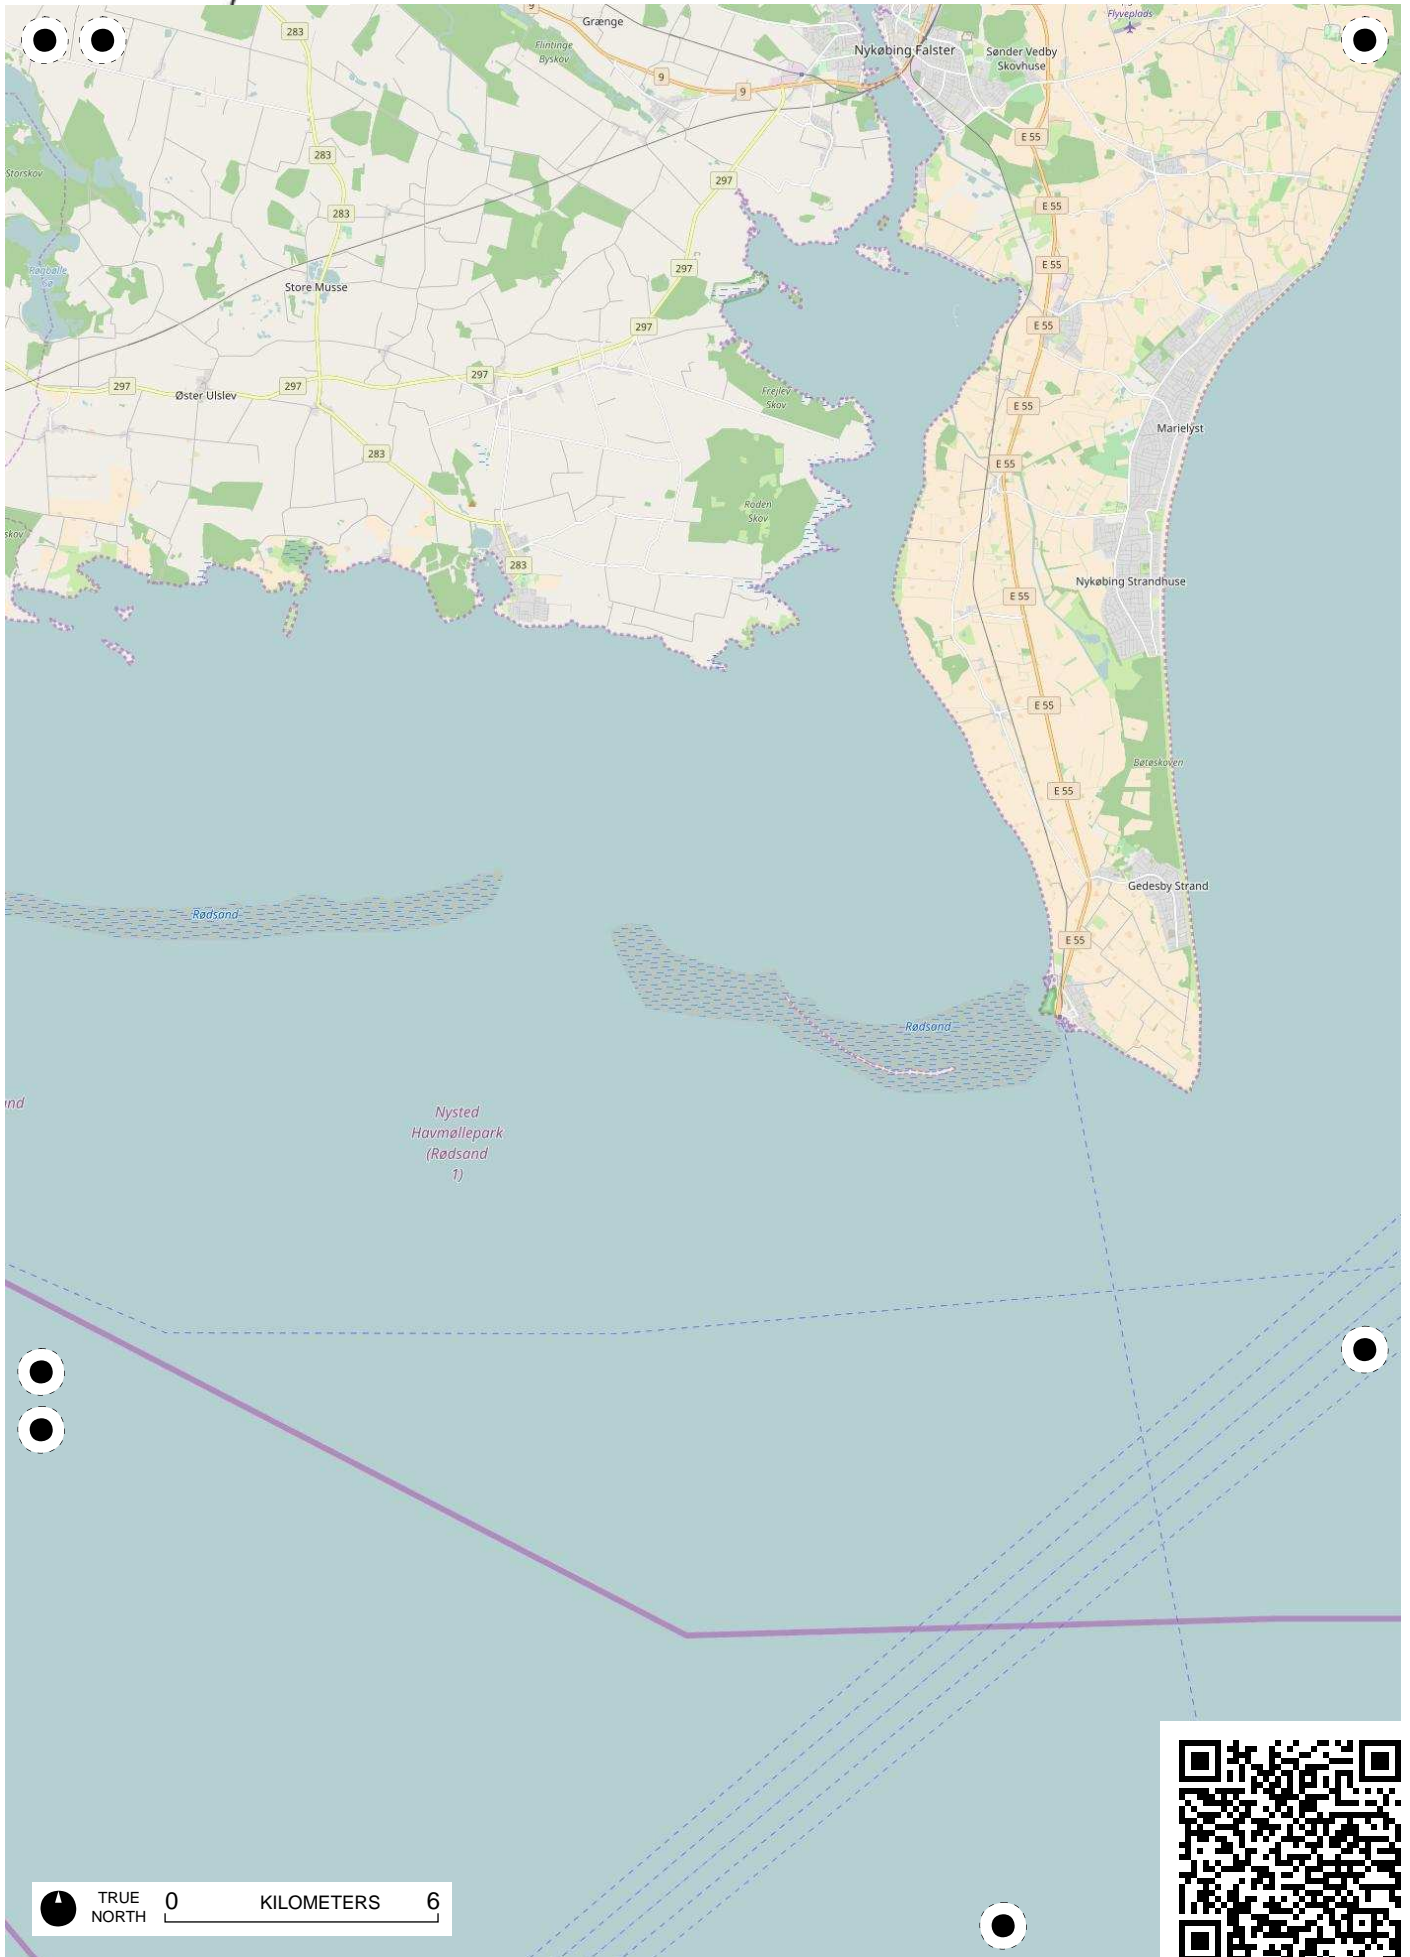 9
Flyveplads
283
Grænge
Nykøbing Falster
Sønder Vedby
Skovhuse
Flintinge
Byskov
9
9
E 55
283
Storskov
297
283
E 55
297
E 55
Store Musse
297
E 55
297
297
297
297
Øster Ulslev
Frejlev
Skov
E 55
Marielyst
283
E 55
Roden
Skov
skov
283
Nykøbing Strandhuse
E 55
E 55
Bøtøskoven
E 55
Gedesby Strand
Rødsand
E 55
Rødsand
Nysted
Havmøllepark
(Rødsand
1)
TRUE
NORTH
0 KILOMETERS 6